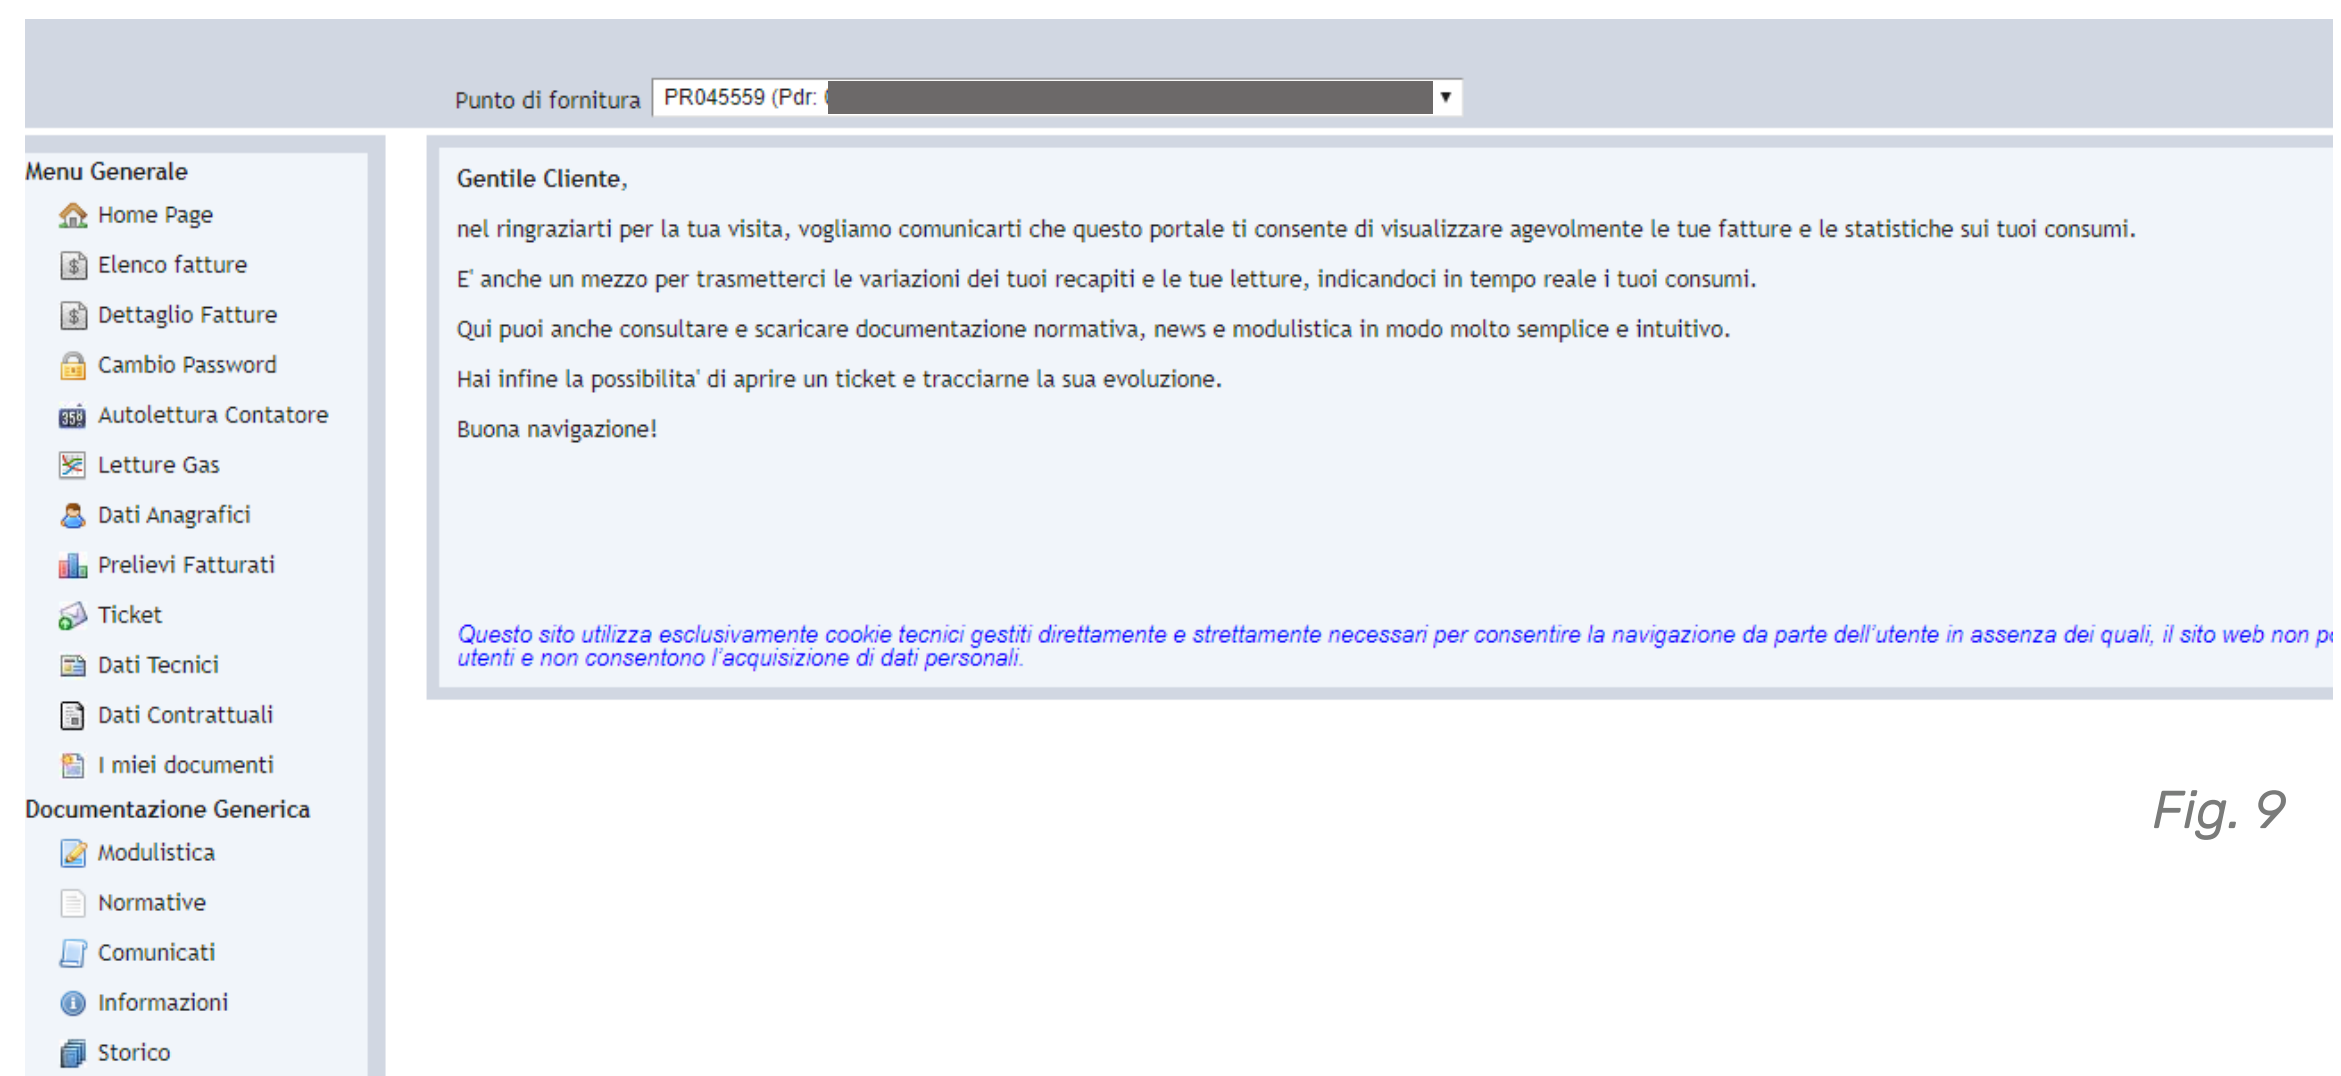 Punto di fornitura PR045559 (Pdr:
Menu Generale
Home Page
Elenco fatture
Dettaglio Fatture
Cambio Password
Autolettura Contatore
Letture Gas
Dati Anagrafici
Prelievi Fatturati
Ticket
Dati Tecnici
Dati Contrattuali
I miei documenti
Documentazione Generica
Modulistica
Normative
Comunicati
Informazioni
Storico
Gentile Cliente,
nel ringraziarti per la tua visita, vogliamo comunicarti che questo portale ti consente di visualizzare agevolmente le tue fatture e le statistiche sui tuoi consumi.
E' anche un mezzo per trasmetterci le variazioni dei tuoi recapiti e le tue letture, indicandoci in tempo reale i tuoi consumi.
Qui puoi anche consultare e scaricare documentazione normativa, news e modulistica in modo molto semplice e intuitivo.
Hai infine la possibilita' di aprire un ticket e tracciarne la sua evoluzione.
Buona navigazione!
Questo sito utilizza esclusivamente cookie tecnici gestiti direttamente e strettamente necessari per consentire la navigazione da parte dell'utente in assenza dei quali, il sito web non
utenti e non consentono l'acquisizione di dati personali.
Fig. 9